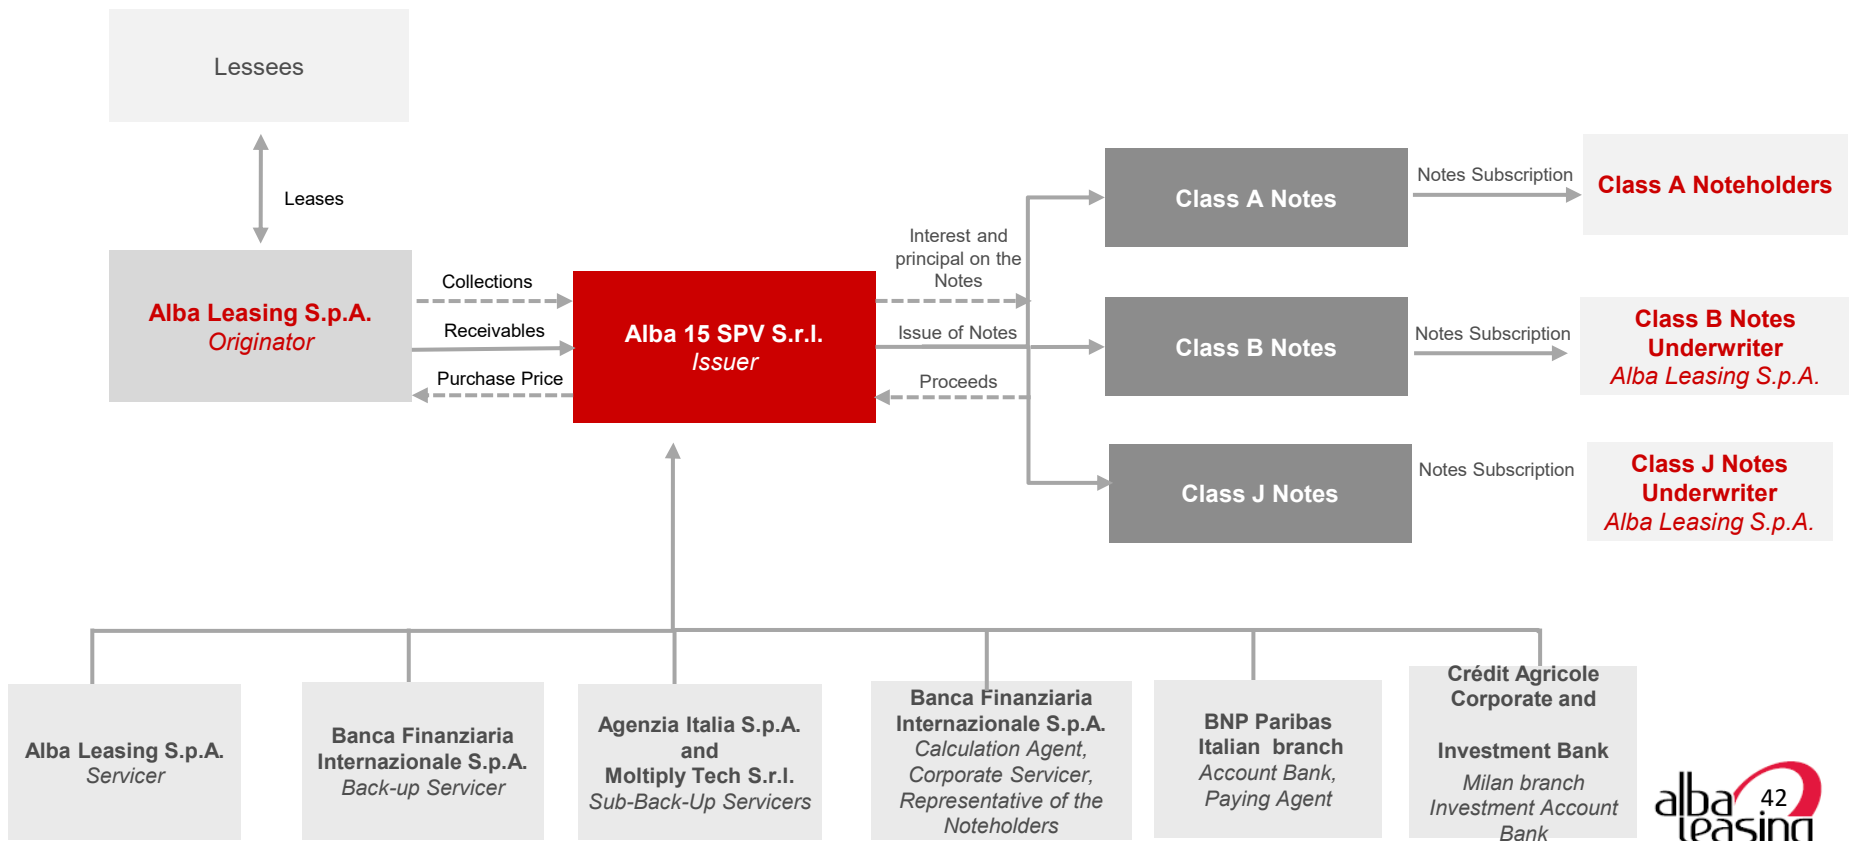 Lessees
Leases
Alba Leasing S.p.A.
Originator
Collections
Receivables
Purchase Price
Alba 15 SPV S.r.l.
Issuer
Interest and
principal on the
Notes
Issue of Notes
Proceeds
Class A Notes
Notes Subscription
Class A Noteholders
Class B Notes
Notes Subscription
Class B Notes
Underwriter
Alba Leasing S.p.A.
Class J Notes
Notes Subscription
Class J Notes
Underwriter
Alba Leasing S.p.A.
Alba Leasing S.p.A.
Servicer
Banca Finanziaria
Internazionale S.p.A.
Back-up Servicer
Agenzia Italia S.p.A.
and
Moltiply Tech S.r.l.
Sub-Back-Up Servicers
Banca Finanziaria
Internazionale S.p.A.
Calculation Agent,
Corporate Servicer,
Representative of the
Noteholders
BNP Paribas
Italian branch
Account Bank,
Paying Agent
Crédit Agricole
Corporate and
Investment Bank
Milan branch
Investment Account
Bank
alba
leasing
42